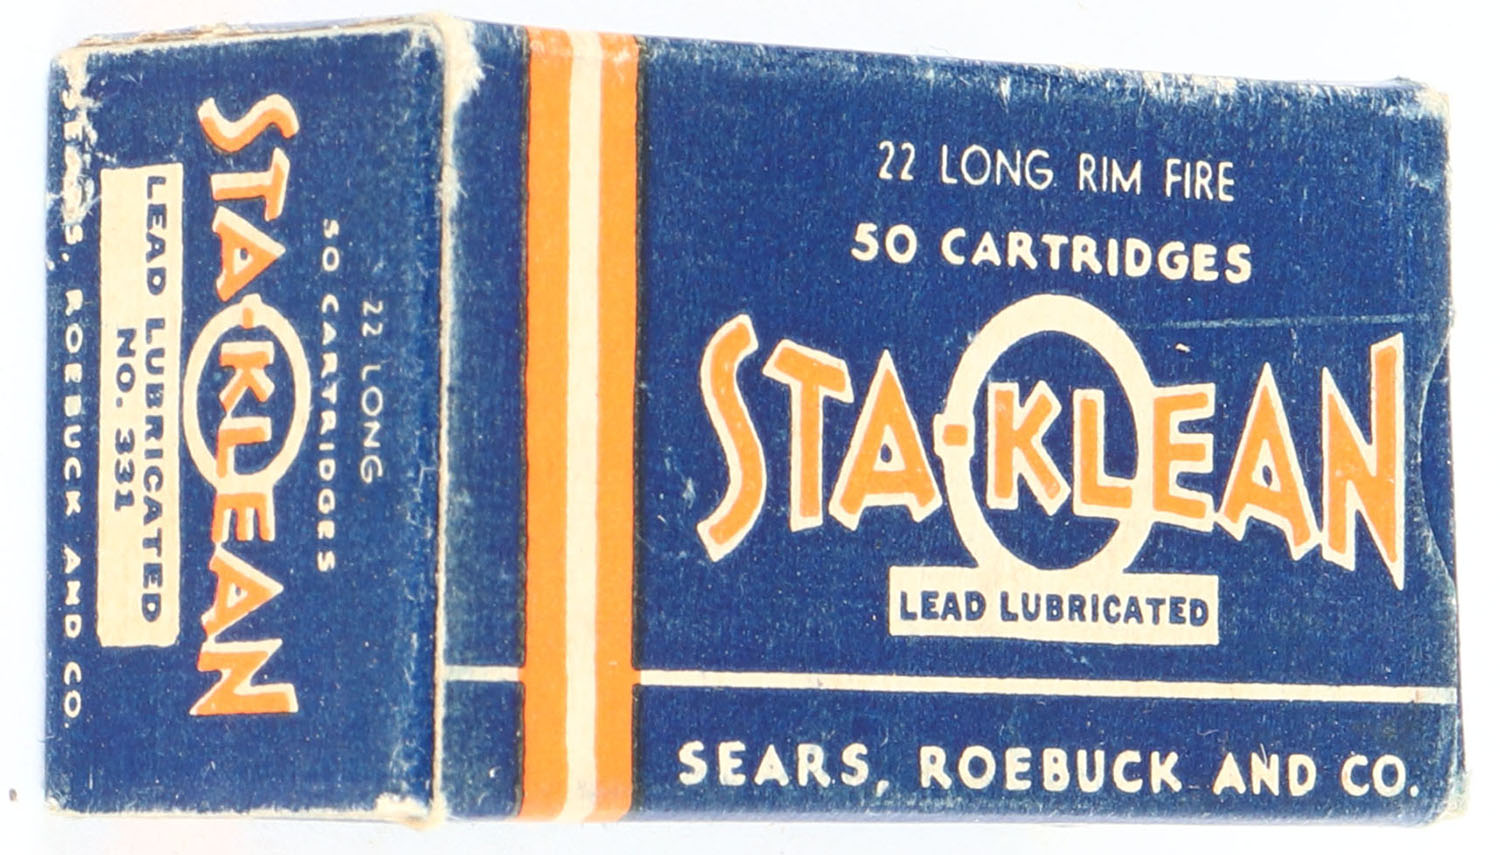 22 LONG RIM FIRE
50 CARTRIDGES
STA-KLEAN
LEAD LUBRICATED
SEARS, ROEBUCK AND CO.
22 LONG
50 CARTRIDGES
STA-KLEAN
LEAD LUBRICATED
NO. 331
SEARS, ROEBUCK AND CO.